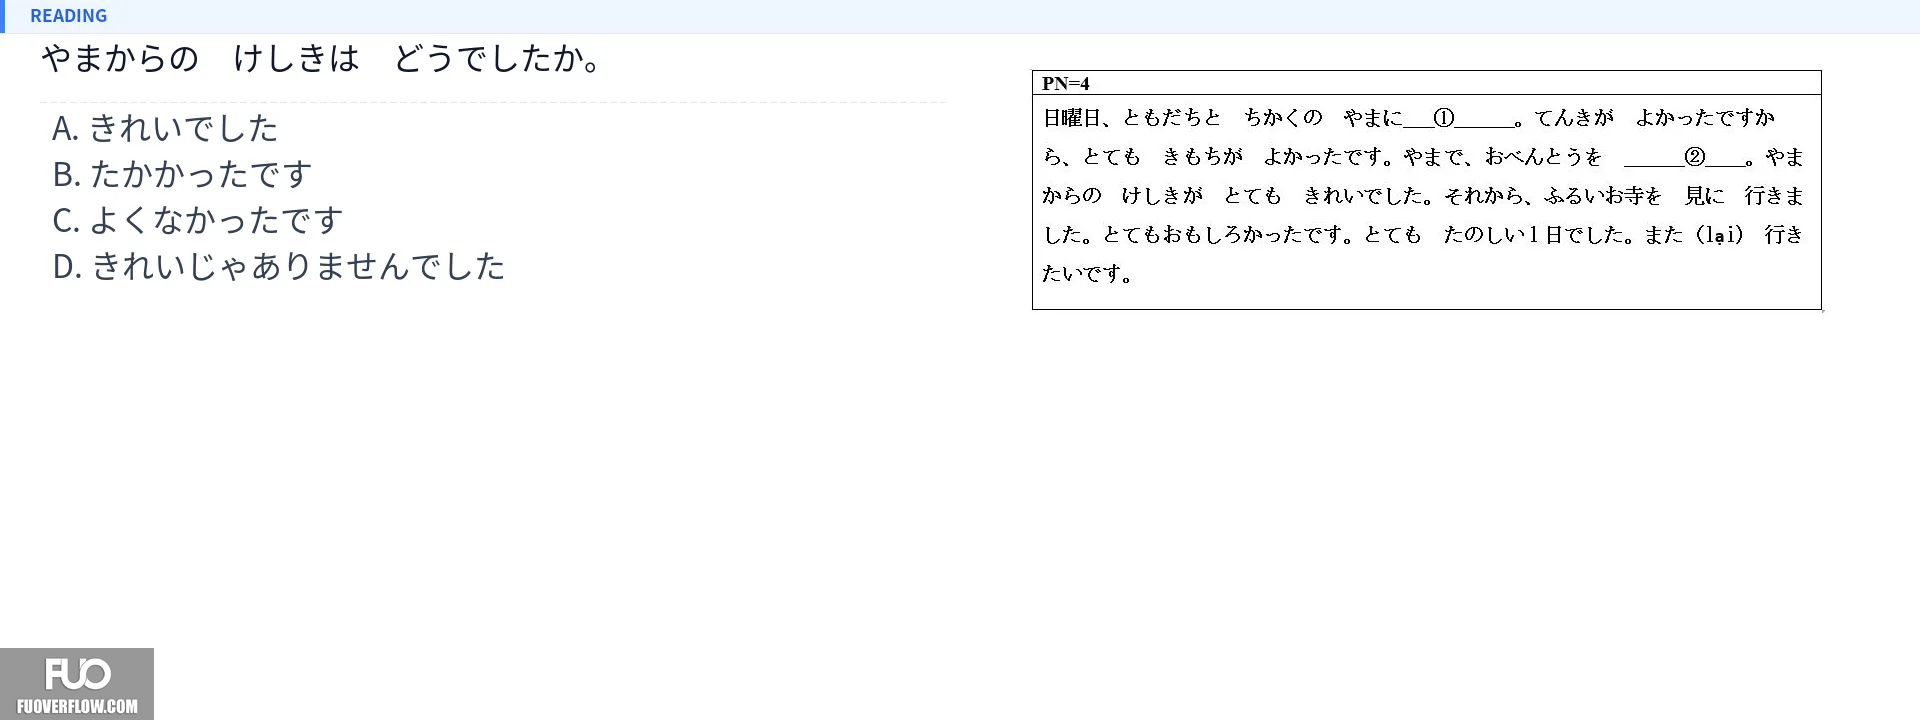 READING
やまからの　けしきは　どうでしたか。
A. きれいでした
B. たかかったです
C. よくなかったです
D. きれいじゃありませんでした
PN=4
日曜日、ともだちと　ちかくの　やまに___①______。てんきが　よかったですか
ら、とても　きもちが　よかったです。やまで、おべんとうを　______②____。やま
からの　けしきが　とても　きれいでした。それから、ふるいお寺を　見に　行きま
した。とてもおもしろかったです。とても　たのしい１日でした。また（lại）　行き
たいです。
FUO
FUOVERFLOW.COM